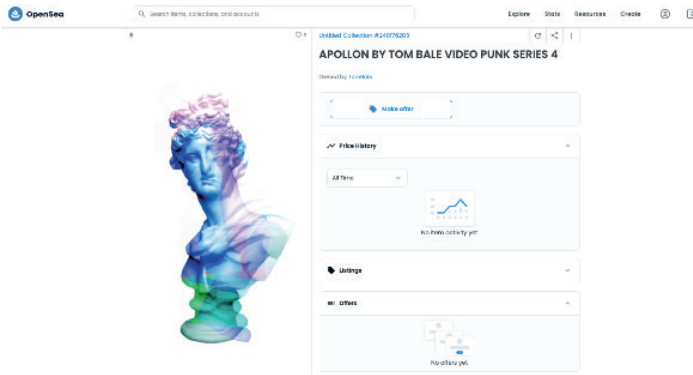 OpenSea
Search items, collections, and accounts
Explore Stats Resources Create
Untitled Collection #240176203
APOLLON BY TOM BALE VIDEO PUNK SERIES 4
Owned by
Make offer
Price History
All Time
No item activity yet
Listings
Offers
No offers yet